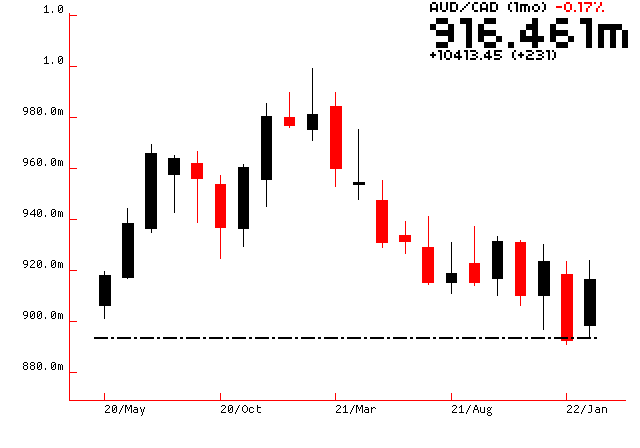 1.0
AUD/CAD (1mo) -0.17%
916.461m
+10413.45 (+231)
1.0
980.0m
960.0m
940.0m
920.0m
900.0m
880.0m
20/May 20/Oct 21/Mar 21/Aug 22/Jan